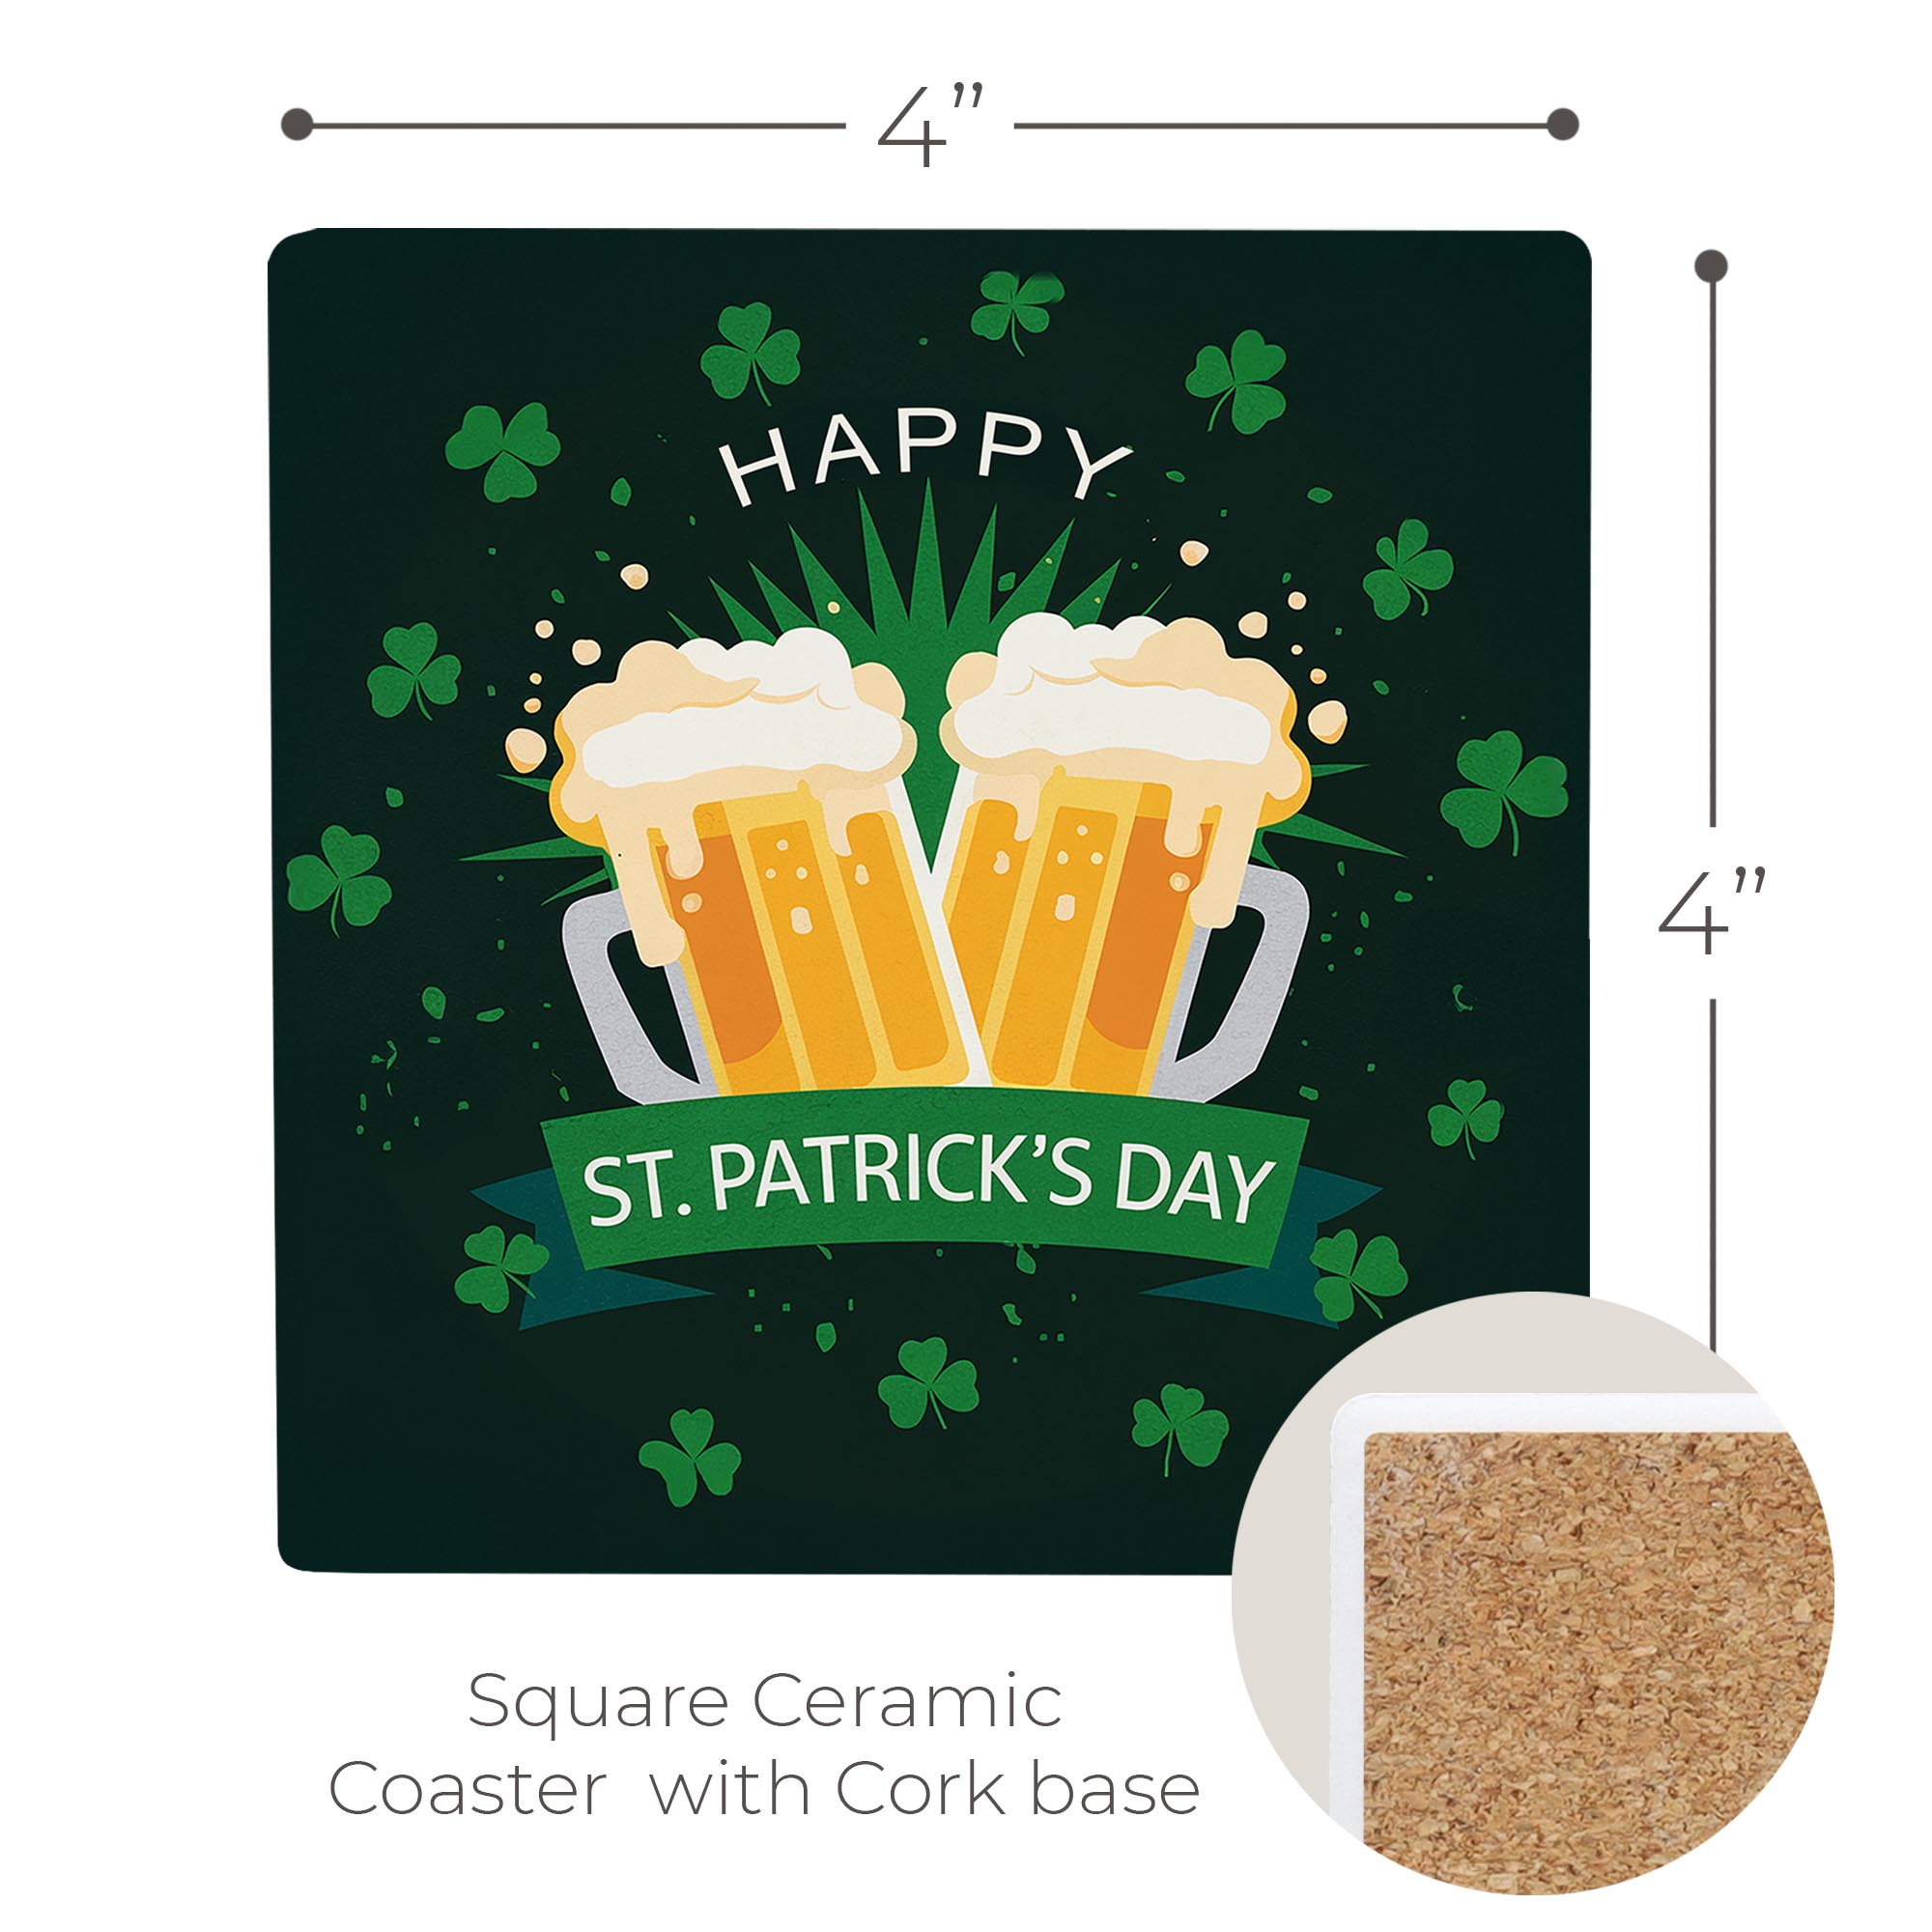 4”
HAPPY
4”
ST. PATRICK’S DAY
Square Ceramic
Coaster with Cork base